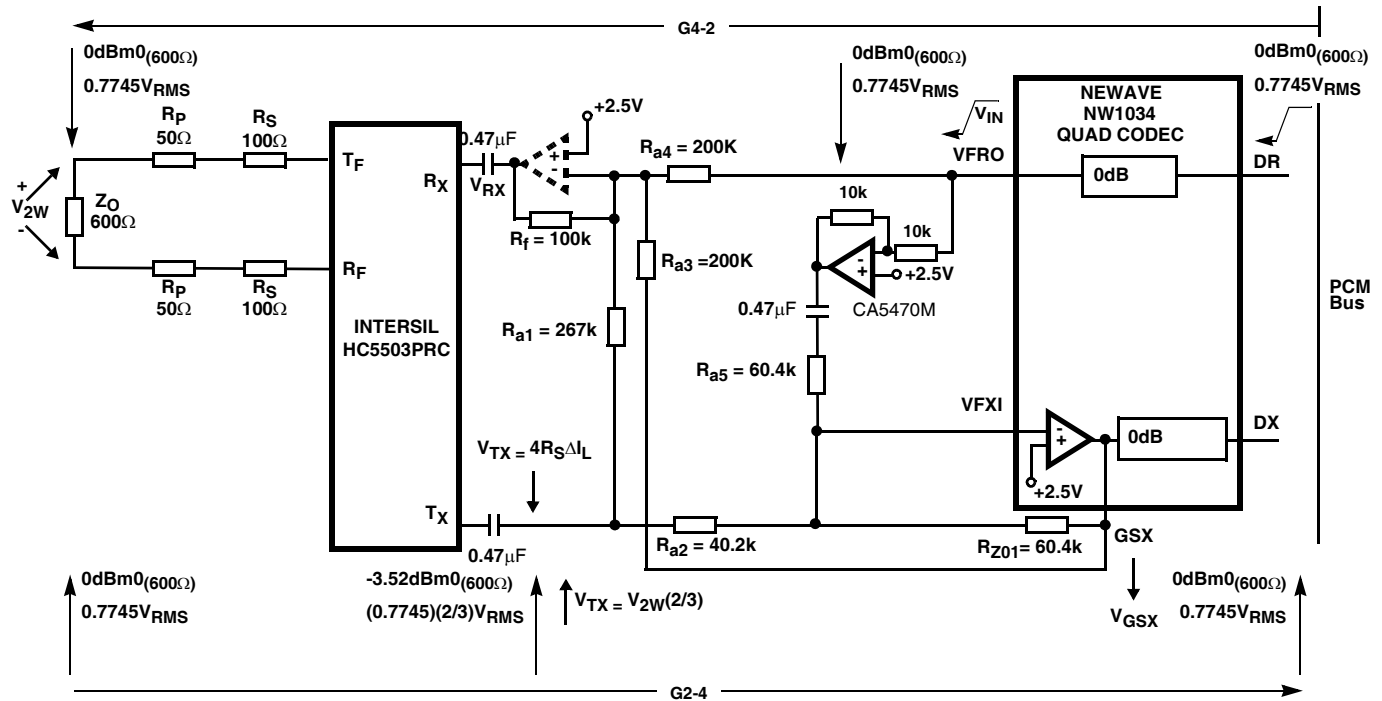 G4-2
0dBm0(600Ω)
0.7745VRMS
0dBm0(600Ω)
0.7745VRMS
0dBm0(600Ω)
0.7745VRMS
NEWAVE
NW1034
QUAD CODEC
VIN
VFRO
0dB
DR
RP
50Ω
RS
100Ω
TF
RX
0.47μF
VRX
+2.5V
+
-
Ra4 = 200K
Rf = 100k
Ra3 =200K
10k
10k
-
+
+2.5V
CA5470M
0.47μF
+
V2W
-
ZO
600Ω
RF
RP
50Ω
RS
100Ω
INTERSIL
HC5503PRC
Ra1 = 267k
Ra5 = 60.4k
PCM
Bus
VFXI
-
+
+2.5V
0dB
DX
VTX = 4RSΔIL
TX
0.47μF
Ra2 = 40.2k
RZ01= 60.4k
GSX
VGSX
0dBm0(600Ω)
0.7745VRMS
-3.52dBm0(600Ω)
(0.7745)(2/3)VRMS
VTX = V2W(2/3)
0dBm0(600Ω)
0.7745VRMS
G2-4